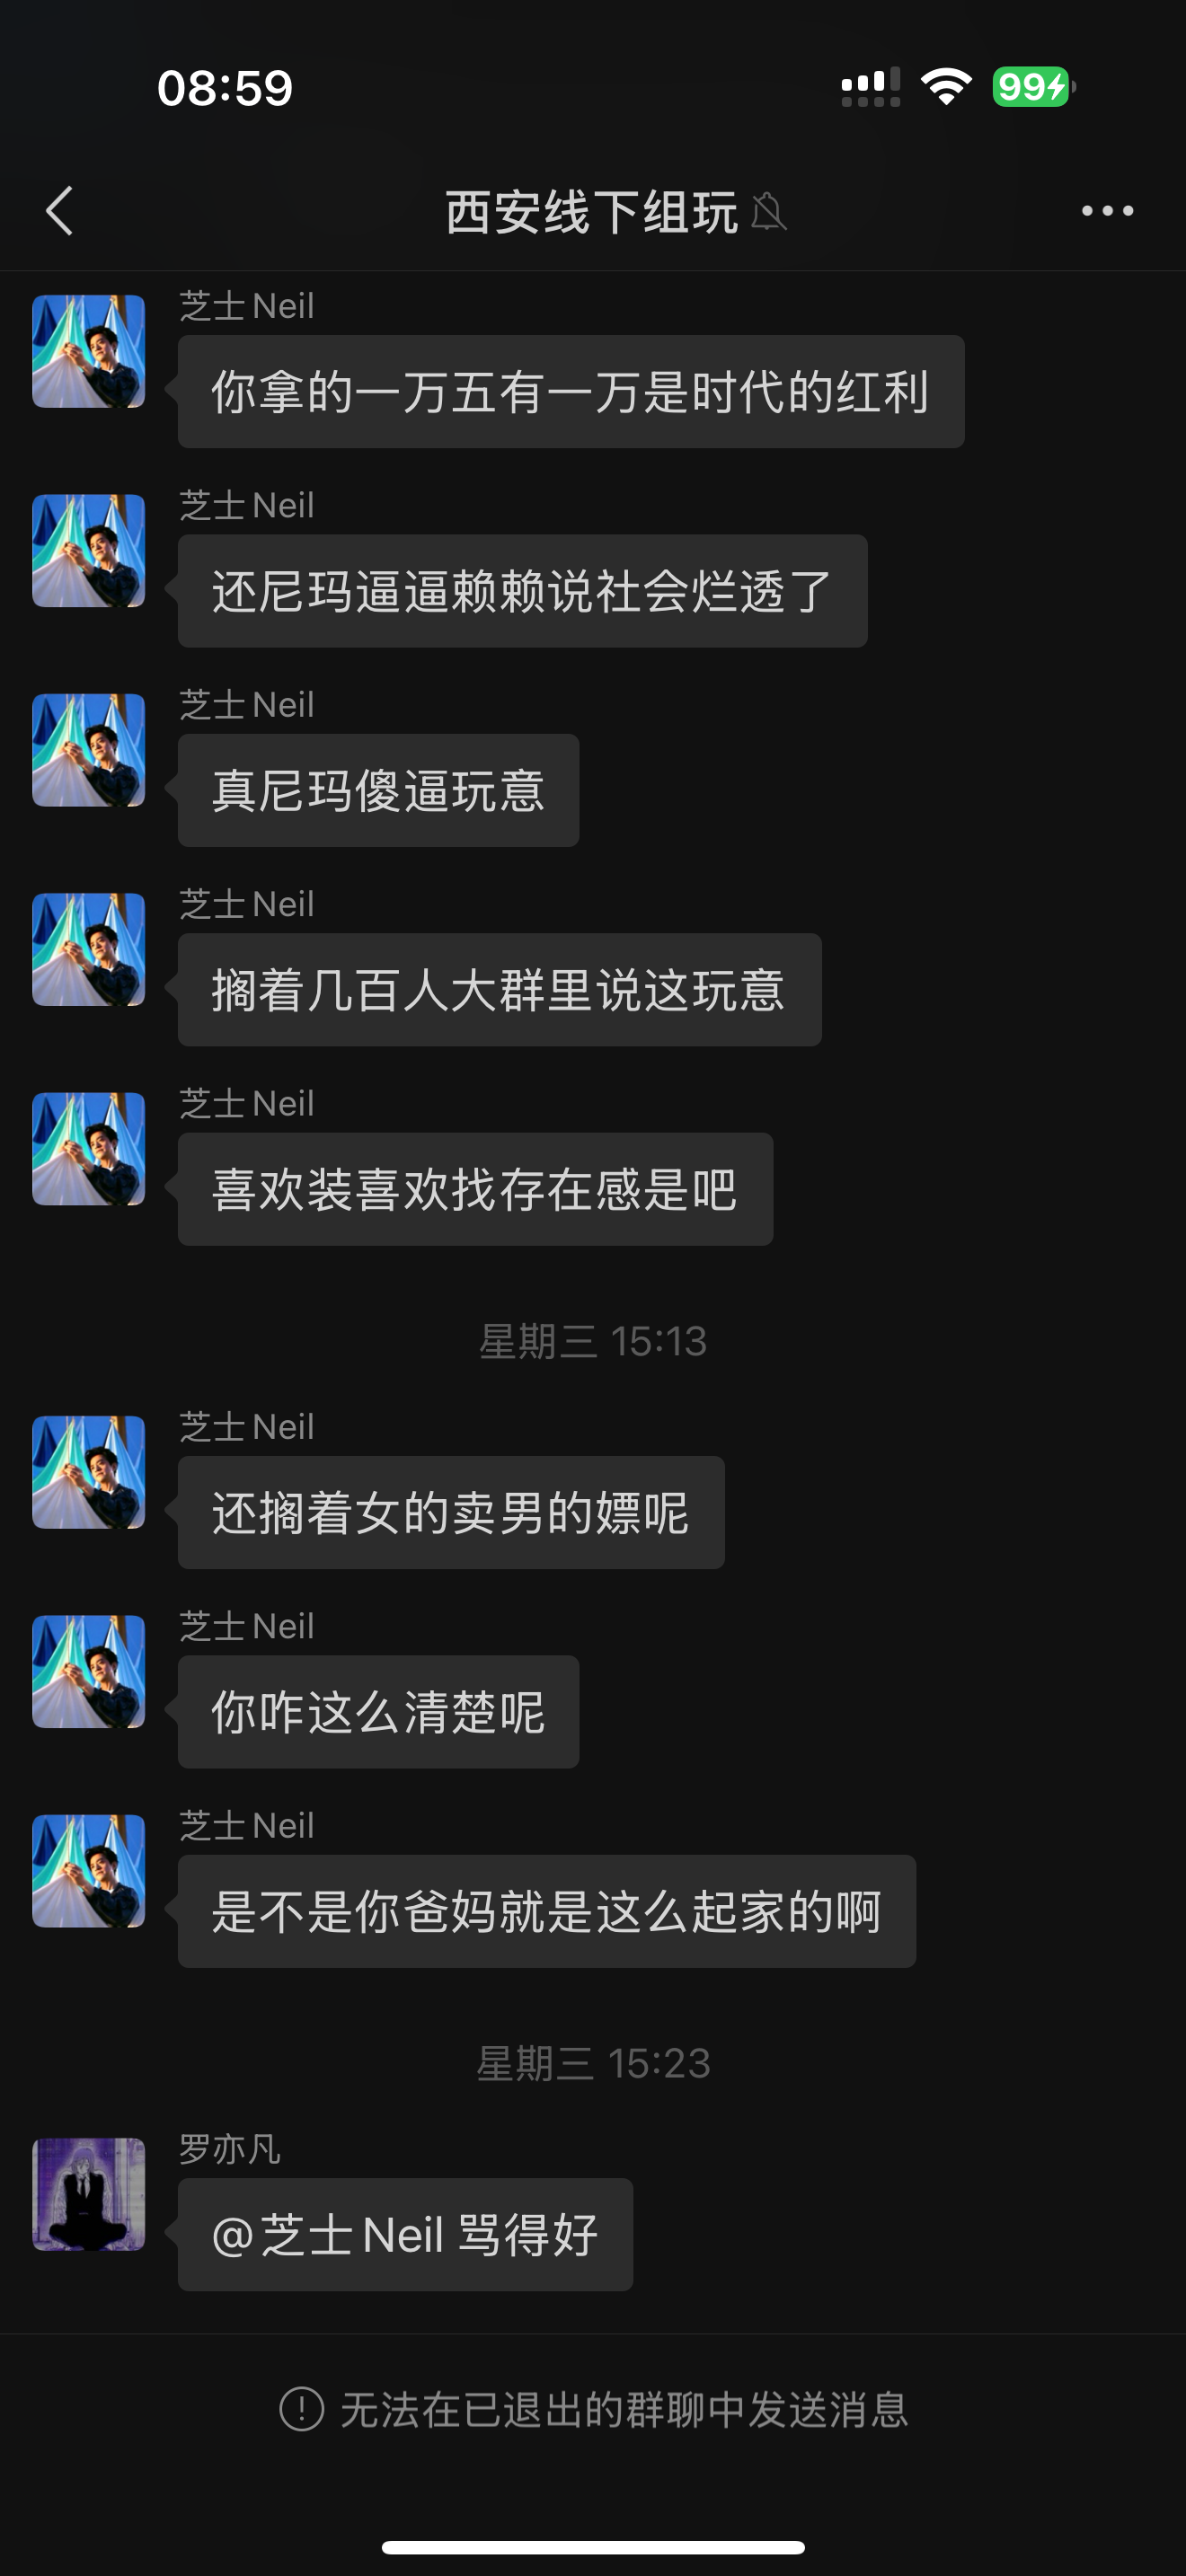 08:59
99
西安线下组玩
芝士Neil
你拿的一万五有一万是时代的红利
芝士Neil
还尼玛逼逼赖赖说社会烂透了
芝士Neil
真尼玛傻逼玩意
芝士Neil
搁着几百人大群里说这玩意
芝士Neil
喜欢装喜欢找存在感是吧
星期三 15:13
芝士Neil
还搁着女的卖男的嫖呢
芝士Neil
你咋这么清楚呢
芝士Neil
是不是你爸妈就是这么起家的啊
星期三 15:23
罗亦凡
@芝士Neil 骂得好
无法在已退出的群聊中发送消息